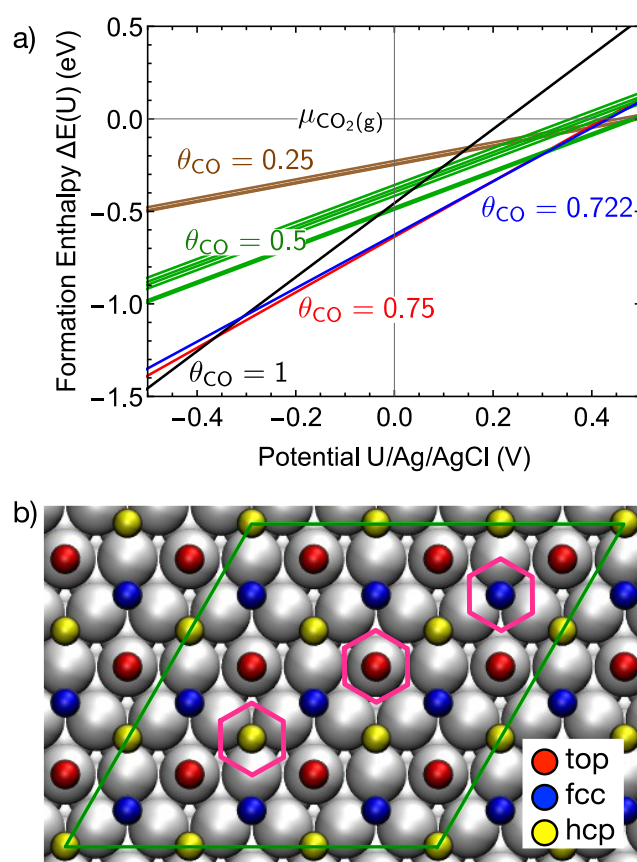 a)
Formation Enthalpy ΔE(U) (eV)
0.5
0.0
−0.5
−1.0
−1.5
μCO₂(g)
θCO = 0.25
θCO = 0.5
θCO = 0.722
θCO = 0.75
θCO = 1
−0.4 −0.2 0.0 0.2 0.4
Potential U/Ag/AgCl (V)
b)
top
fcc
hcp